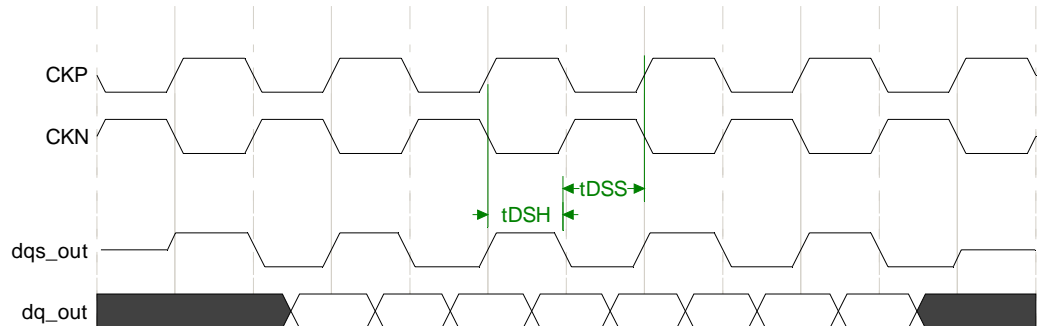 CKP
CKN
tDSS
tDSH
dqs_out
dq_out